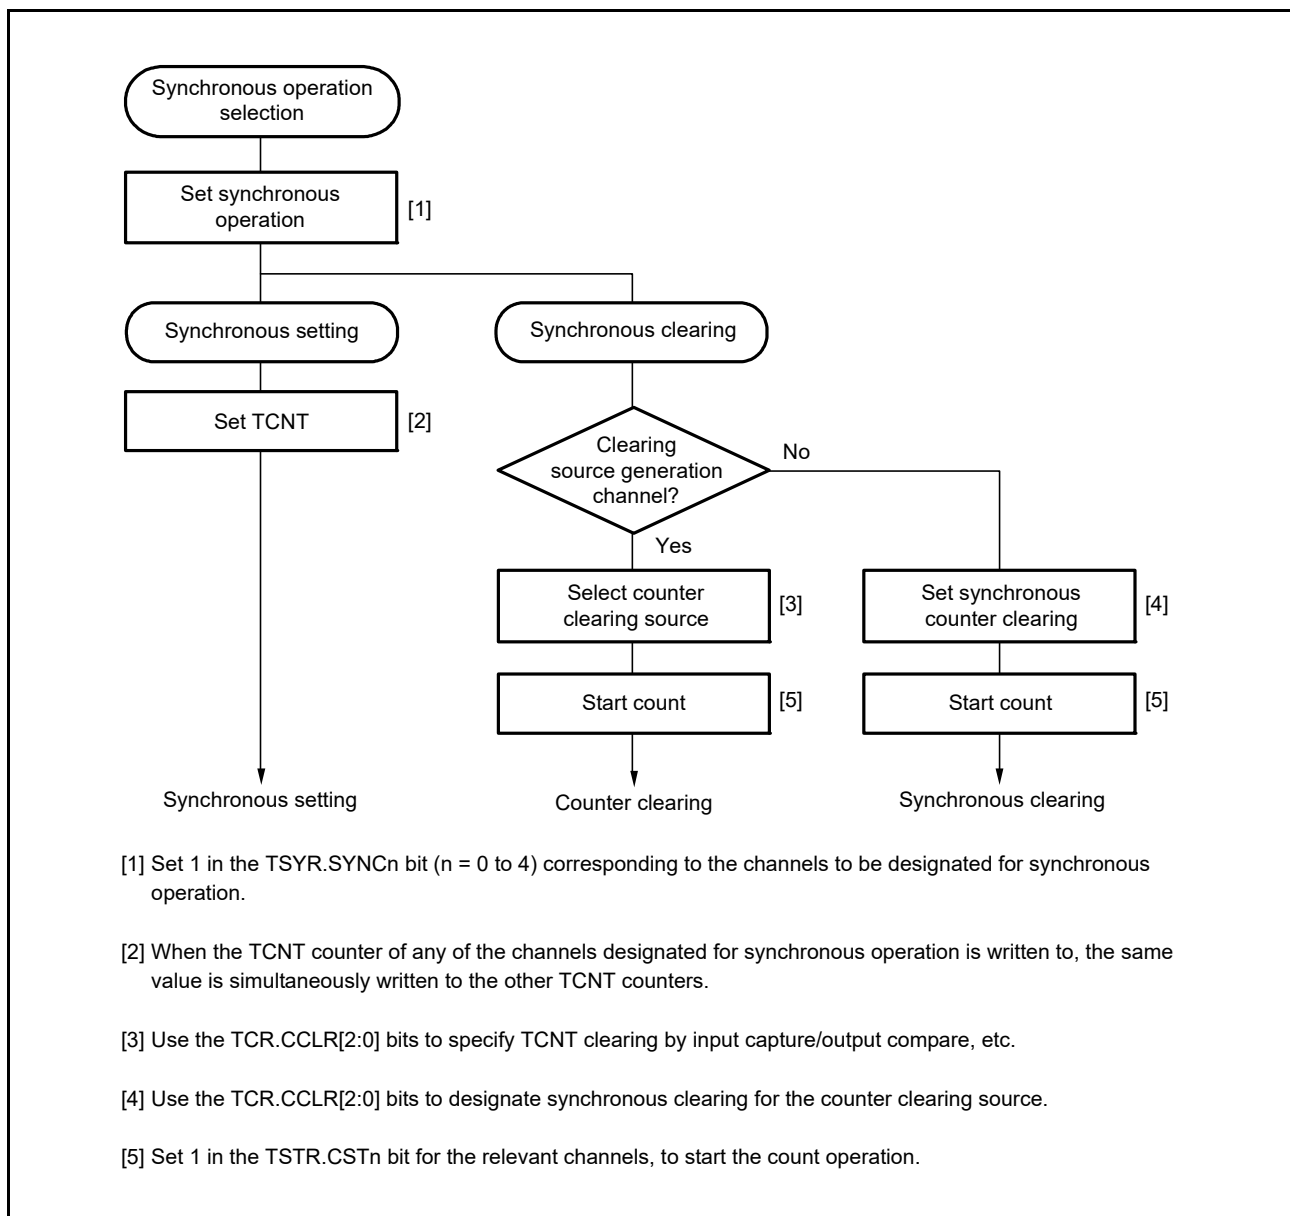 Synchronous operation
selection
Set synchronous
operation
[1]
Synchronous setting
Synchronous clearing
Set TCNT
[2]
Clearing
source generation
channel?
No
Yes
Select counter
clearing source
[3]
Set synchronous
counter clearing
[4]
Start count
[5]
Start count
[5]
Synchronous setting
Counter clearing
Synchronous clearing
[1] Set 1 in the TSYR.SYNCn bit (n = 0 to 4) corresponding to the channels to be designated for synchronous
operation.
[2] When the TCNT counter of any of the channels designated for synchronous operation is written to, the same
value is simultaneously written to the other TCNT counters.
[3] Use the TCR.CCLR[2:0] bits to specify TCNT clearing by input capture/output compare, etc.
[4] Use the TCR.CCLR[2:0] bits to designate synchronous clearing for the counter clearing source.
[5] Set 1 in the TSTR.CSTn bit for the relevant channels, to start the count operation.